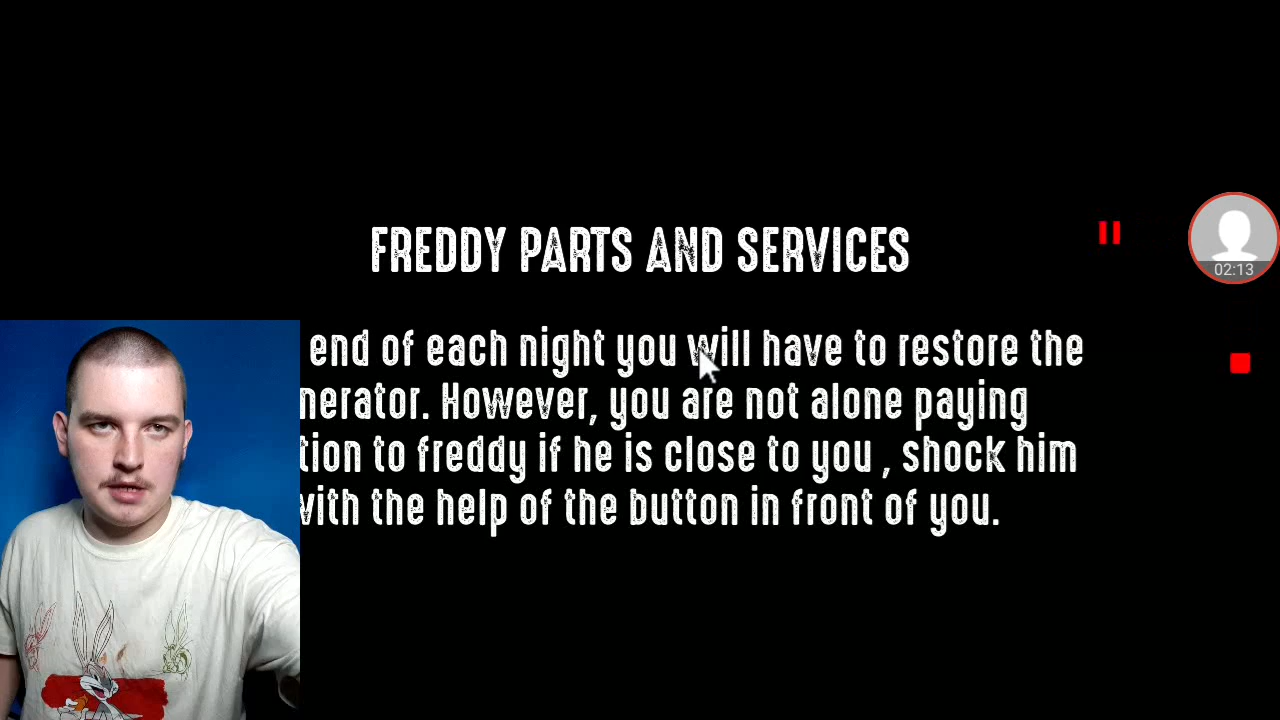 FREDDY PARTS AND SERVICES
02:13
end of each night you will have to restore the
nerator. However, you are not alone paying
tion to freddy if he is close to you , shock him
with the help of the button in front of you.